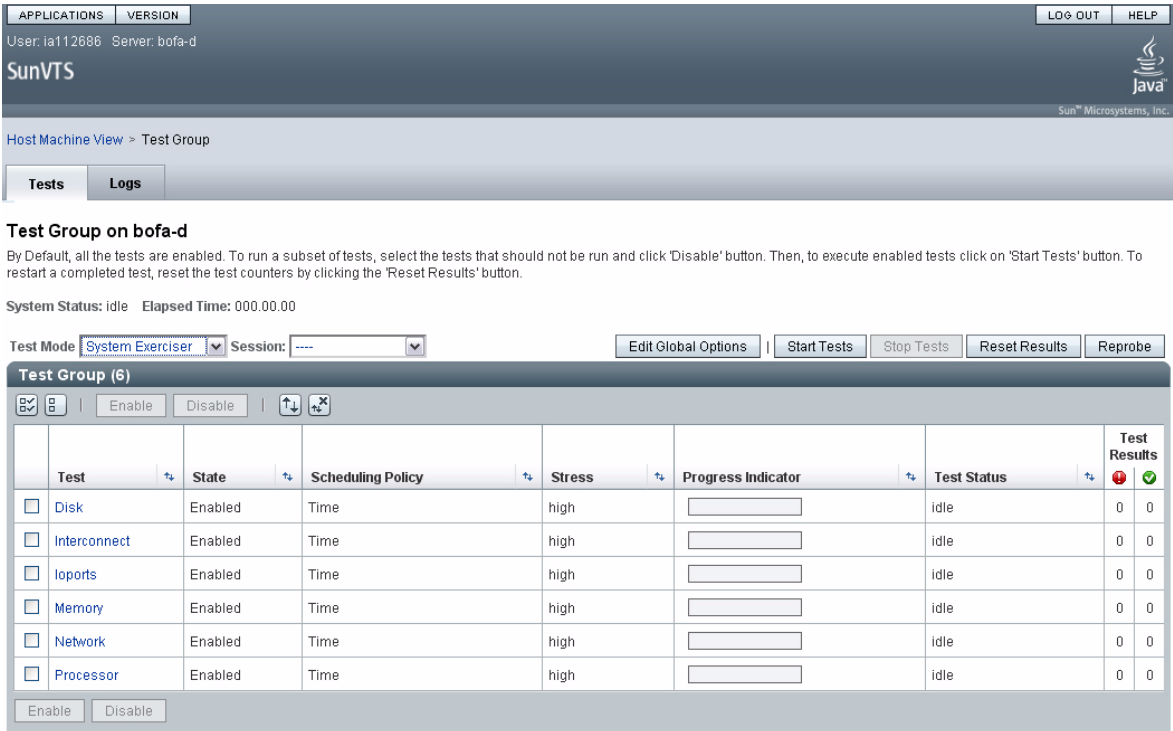 APPLICATIONS VERSION LOG OUT HELP
User: ia112686 Server: bofa-d
SunVTS
Java™
Sun™ Microsystems, Inc.
Host Machine View > Test Group
Tests Logs
Test Group on bofa-d
By Default, all the tests are enabled. To run a subset of tests, select the tests that should not be run and click 'Disable' button. Then, to execute enabled tests click on 'Start Tests' button. To
restart a completed test, reset the test counters by clicking the 'Reset Results' button.
System Status: idle Elapsed Time: 000.00.00
Test Mode System Exerciser Session: ----
Edit Global Options | Start Tests Stop Tests Reset Results Reprobe
Test Group (6)
| Enable Disable |
Test Results
Test State Scheduling Policy Stress Progress Indicator Test Status
Disk Enabled Time high idle 0 0
Interconnect Enabled Time high idle 0 0
Ioports Enabled Time high idle 0 0
Memory Enabled Time high idle 0 0
Network Enabled Time high idle 0 0
Processor Enabled Time high idle 0 0
Enable Disable